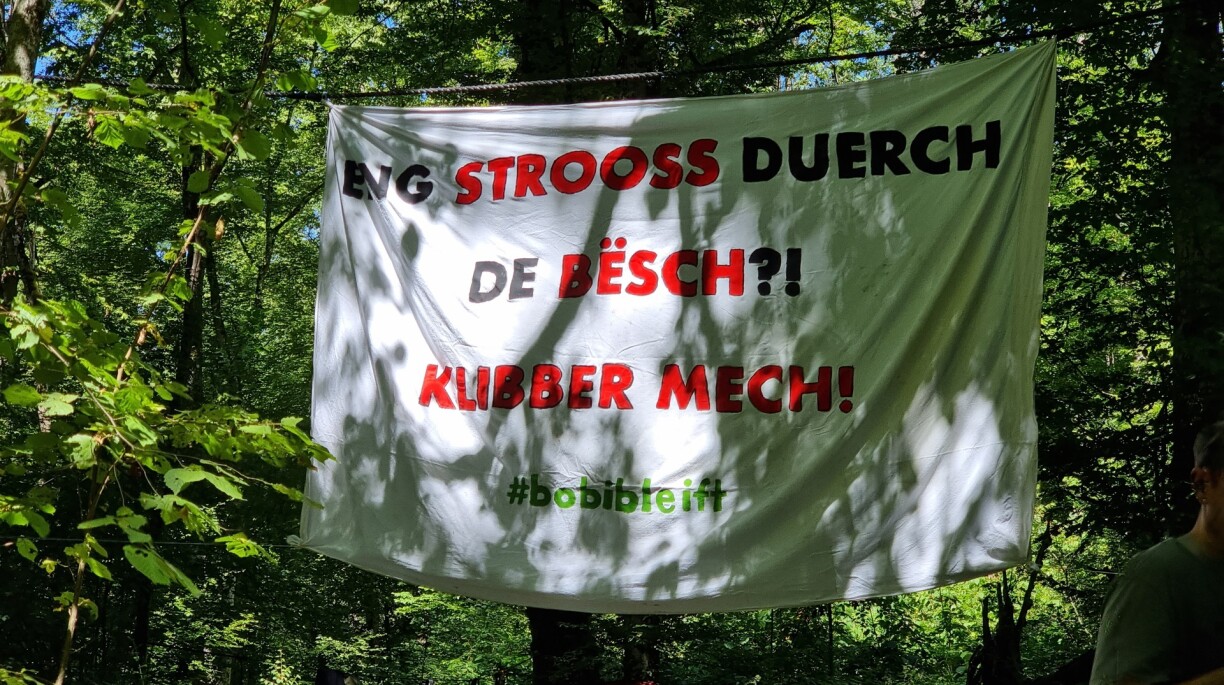 ENG STROOSS DUERCH
DE BËSCH?!
KLIBBER MECH!
#bobibleift